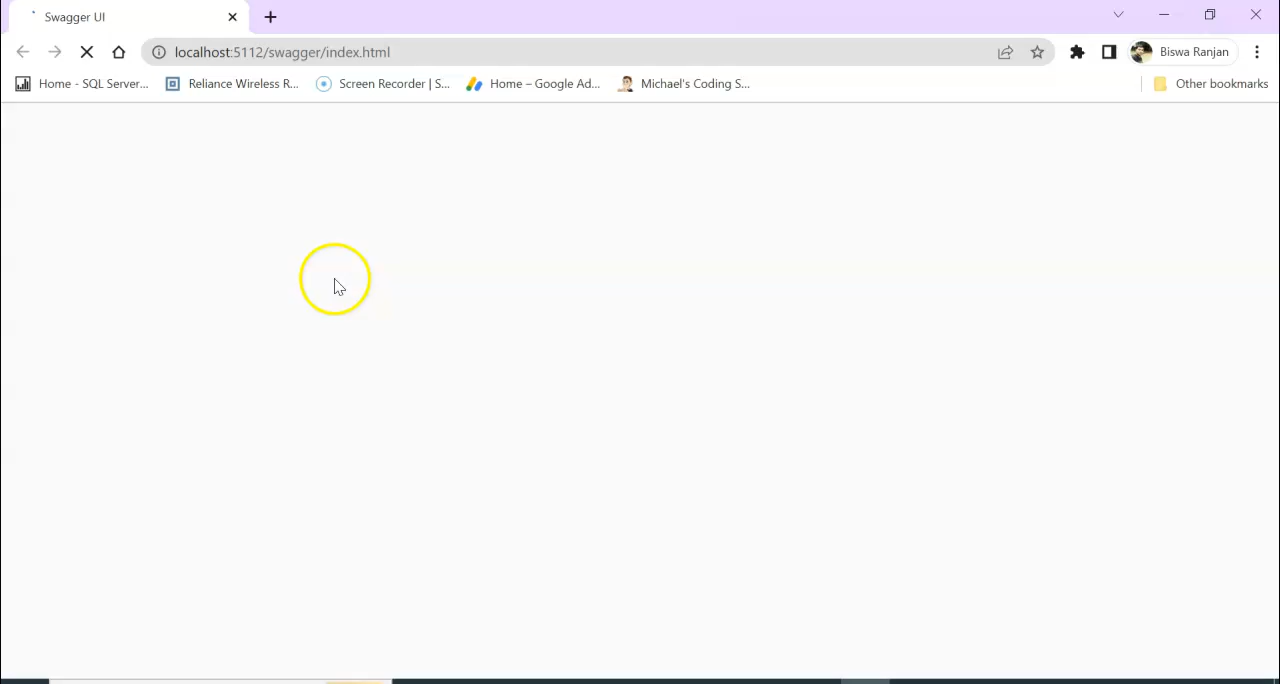 Swagger UI
localhost:5112/swagger/index.html
Biswa Ranjan
Home - SQL Server...
Reliance Wireless R...
Screen Recorder | S...
Home – Google Ad...
Michael's Coding S...
Other bookmarks